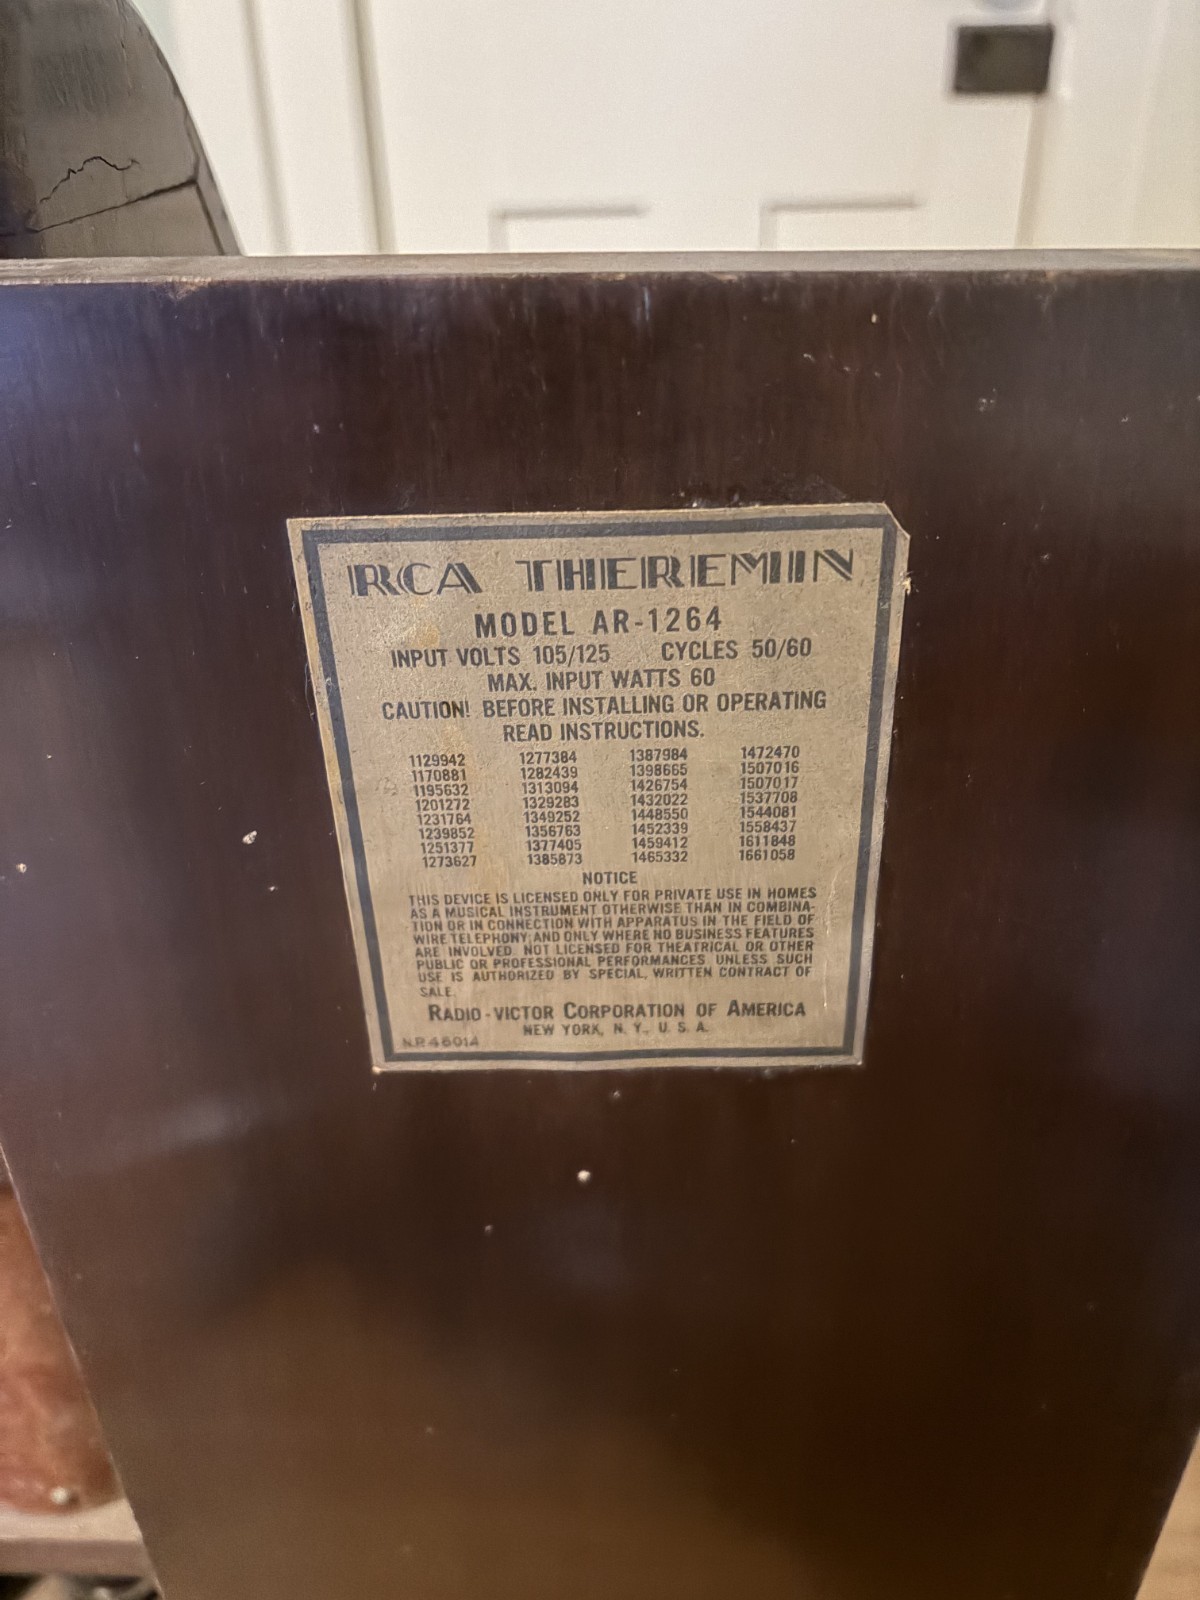 RCA THEREMIN
MODEL AR-1264
INPUT VOLTS 105/125 CYCLES 50/60
MAX. INPUT WATTS 60
CAUTION! BEFORE INSTALLING OR OPERATING
READ INSTRUCTIONS.
1129942 1277384 1387984 1472470
1170881 1282439 1398665 1507016
1195632 1313094 1426754 1507017
1201272 1329283 1432022 1537708
1231764 1349252 1448550 1544081
1239852 1356763 1452339 1558437
1251377 1377405 1459412 1611848
1273627 1385873 1465332 1661058
NOTICE
THIS DEVICE IS LICENSED ONLY FOR PRIVATE USE IN HOMES
AS A MUSICAL INSTRUMENT OTHERWISE THAN IN COMBINA-
TION OR IN CONNECTION WITH APPARATUS IN THE FIELD OF
WIRE TELEPHONY; AND ONLY WHERE NO BUSINESS FEATURES
ARE INVOLVED. NOT LICENSED FOR THEATRICAL OR OTHER
PUBLIC OR PROFESSIONAL PERFORMANCES UNLESS SUCH
USE IS AUTHORIZED BY SPECIAL, WRITTEN CONTRACT OF
SALE.
RADIO-VICTOR CORPORATION OF AMERICA
NEW YORK, N. Y., U. S. A.
N.P. 46014